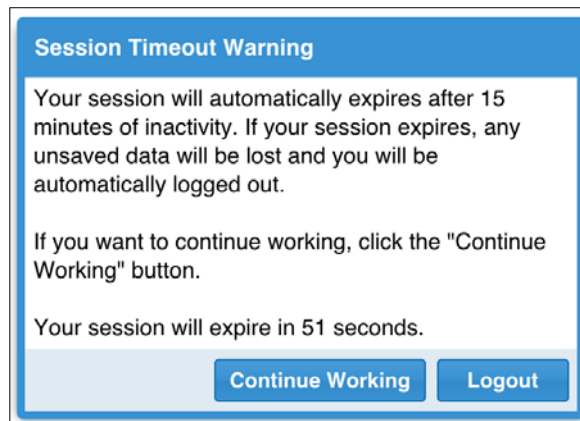 Session Timeout Warning
Your session will automatically expires after 15
minutes of inactivity. If your session expires, any
unsaved data will be lost and you will be
automatically logged out.
If you want to continue working, click the "Continue
Working" button.
Your session will expire in 51 seconds.
Continue Working Logout